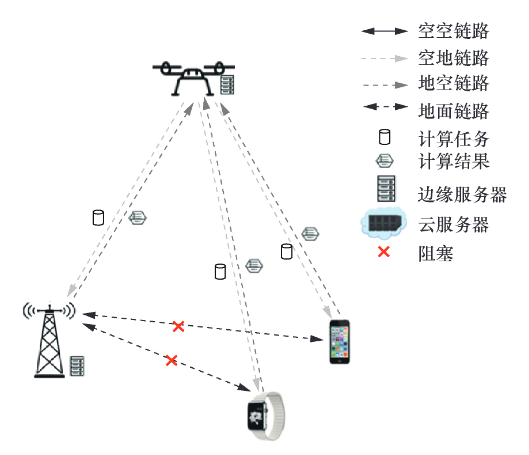 空空链路
空地链路
地空链路
地面链路
计算任务
计算结果
边缘服务器
云服务器
阻塞